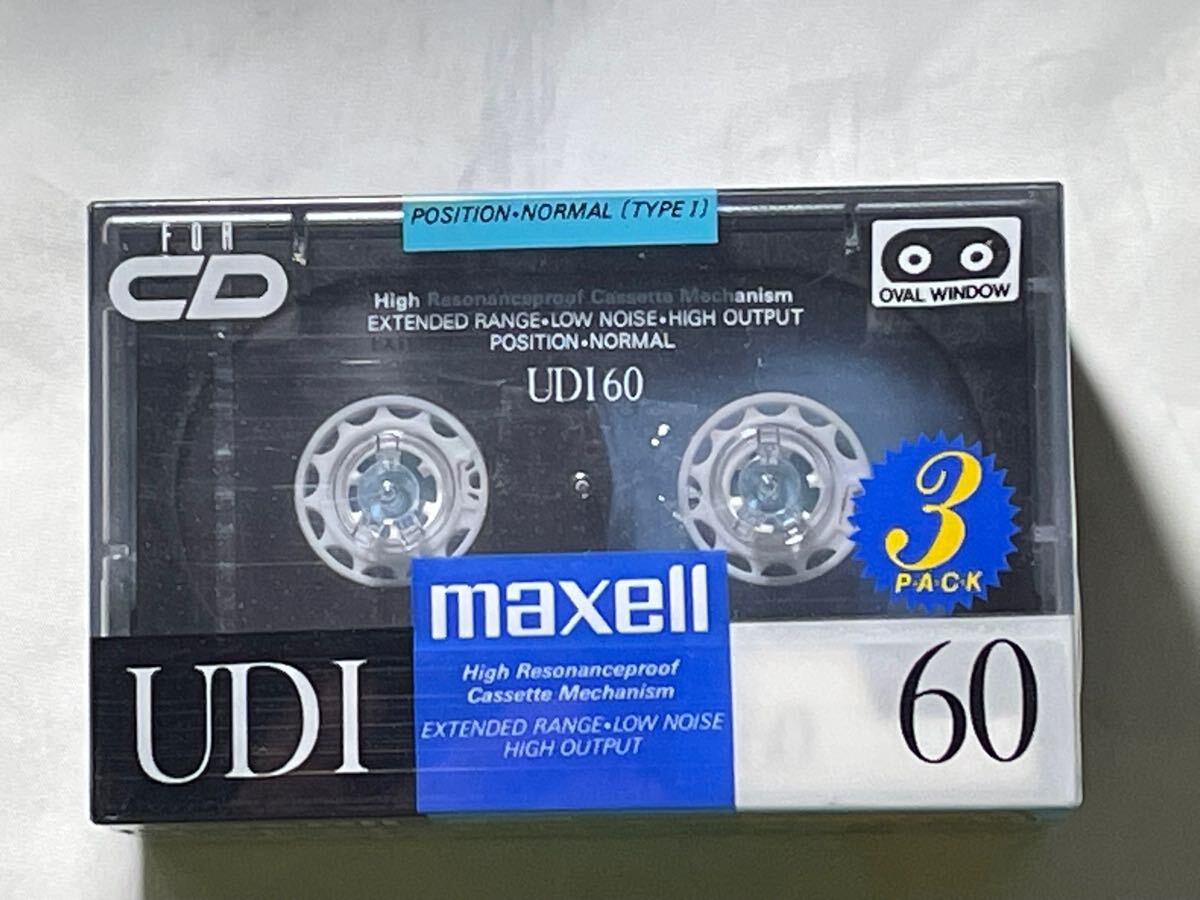 POSITION•NORMAL (TYPE I)
FOR
CD
OVAL WINDOW
High Resonanceproof Cassette Mechanism
EXTENDED RANGE•LOW NOISE•HIGH OUTPUT
POSITION•NORMAL
UDI60
3
P•A•C•K
maxell
High Resonanceproof
Cassette Mechanism
EXTENDED RANGE•LOW NOISE
HIGH OUTPUT
UDI
60